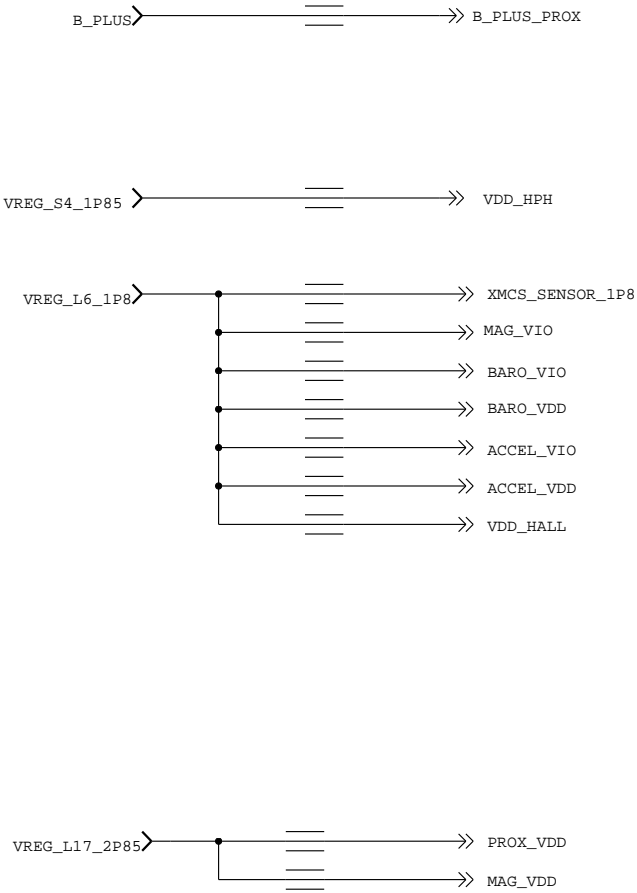 B_PLUS B_PLUS_PROX
VREG_S4_1P85 VDD_HPH
VREG_L6_1P8 XMCS_SENSOR_1P8
MAG_VIO
BARO_VIO
BARO_VDD
ACCEL_VIO
ACCEL_VDD
VDD_HALL
VREG_L17_2P85 PROX_VDD
MAG_VDD